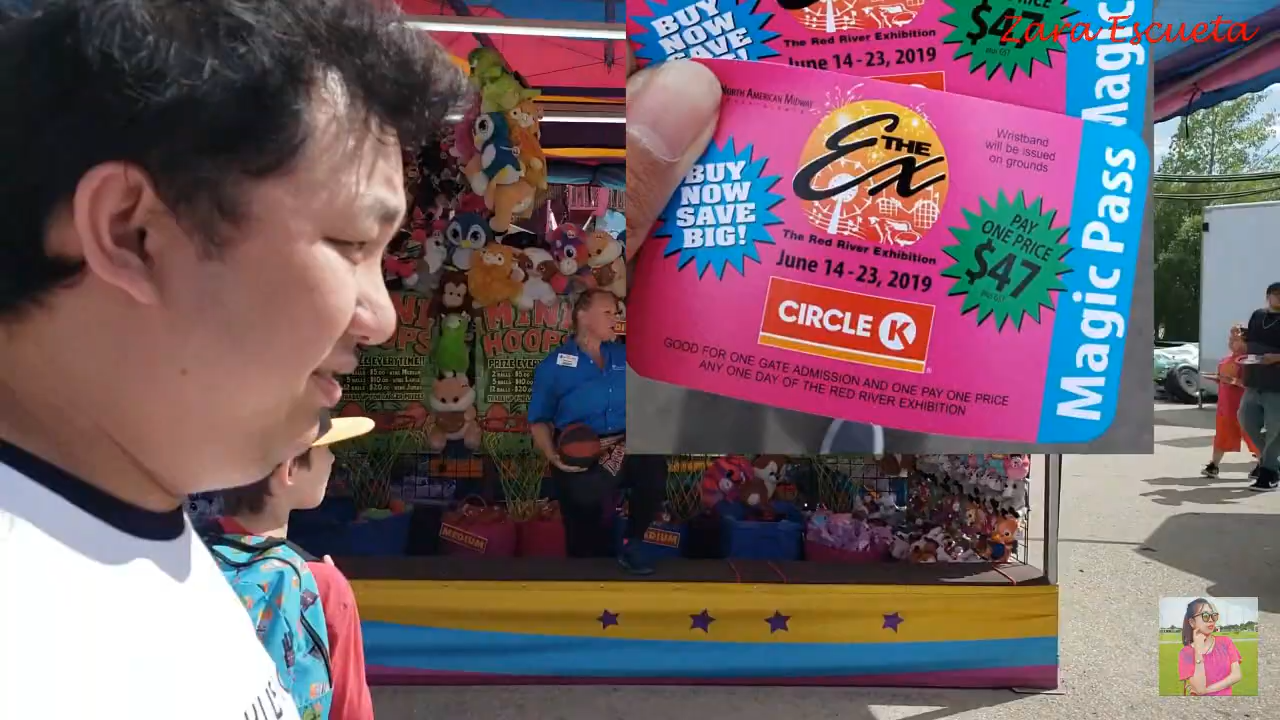 Zara Escueta
BUY
NOW
SAVE
The Red River Exhibition
June 14-23, 2019
$47
Magic
NORTH AMERICAN MIDWAY
THE
Ex
Wristband
will be issued
on grounds
BUY
NOW
SAVE
BIG!
PAY
ONE PRICE
$47
plus GST
The Red River Exhibition
June 14-23, 2019
CIRCLE K
GOOD FOR ONE GATE ADMISSION AND ONE PAY ONE PRICE
ANY ONE DAY OF THE RED RIVER EXHIBITION
Magic Pass
MINI
HOOPS
MEDIUM